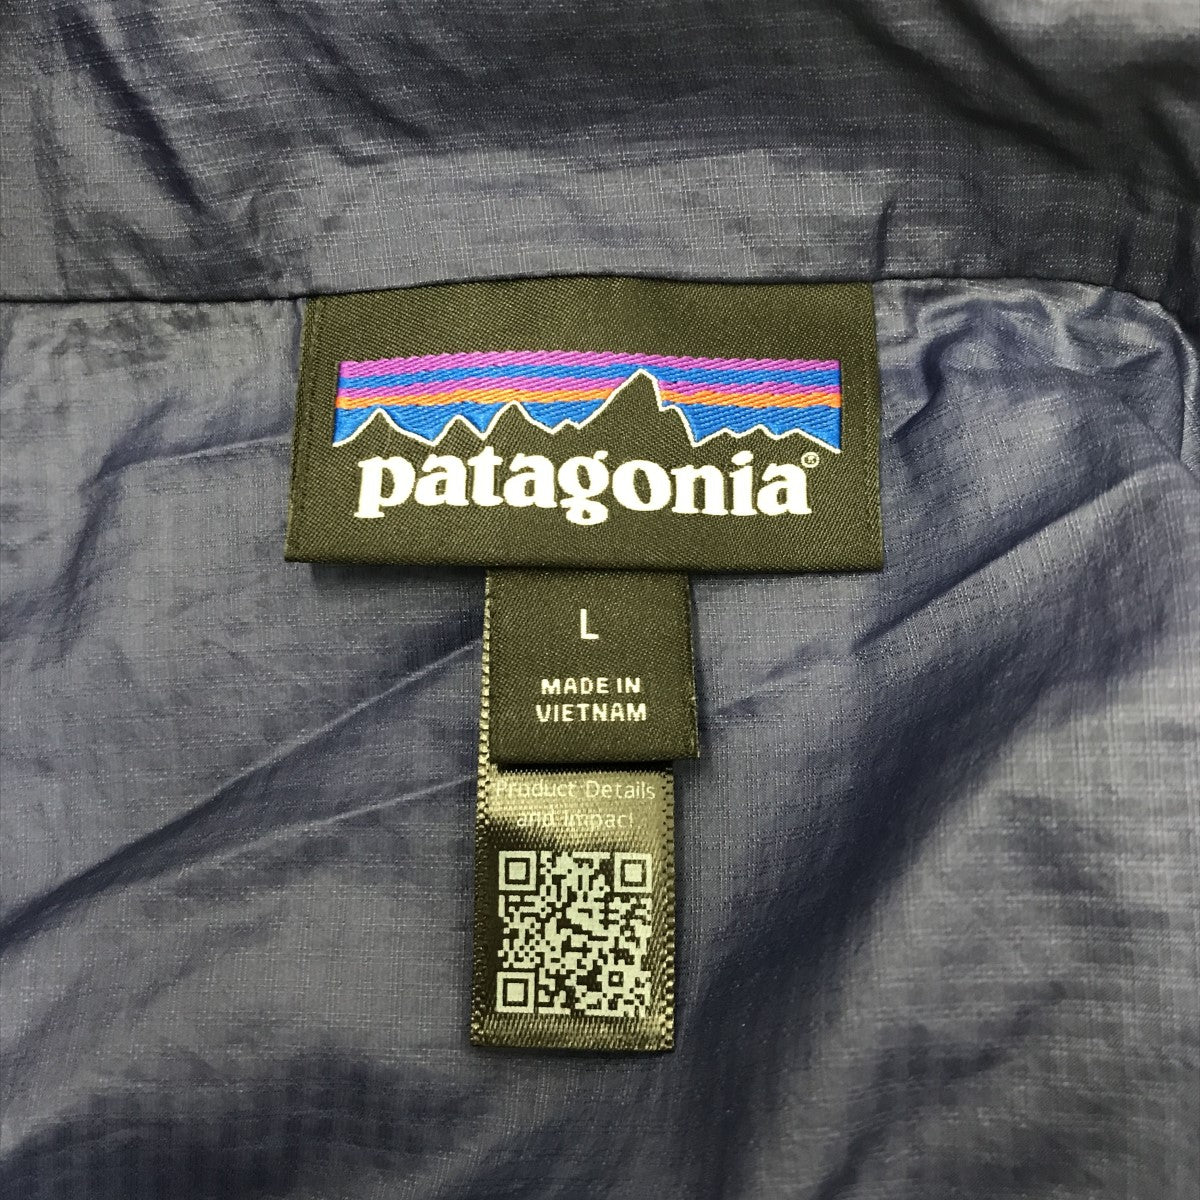 patagonia®
L
MADE IN
VIETNAM
Product Details
and Impact